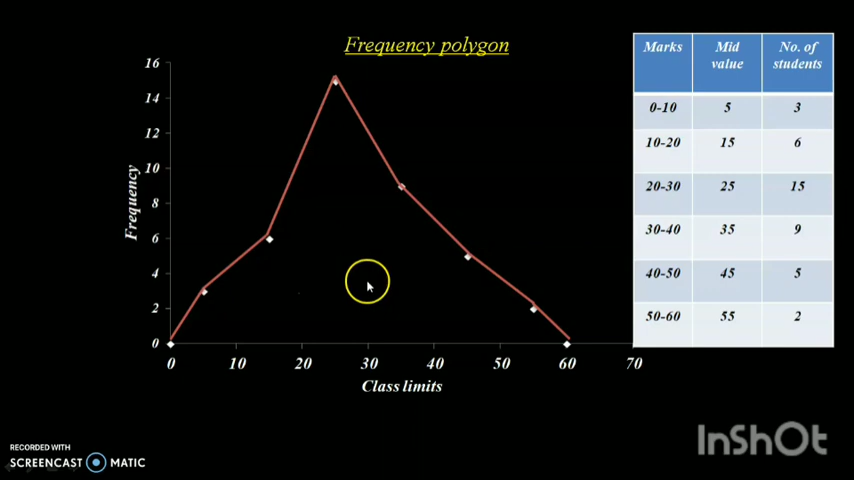 Frequency polygon
16
14
12
10
8
6
4
2
0
Frequency
0 10 20 30 40 50 60 70
Class limits
Marks Mid value No. of students
0-10 5 3
10-20 15 6
20-30 25 15
30-40 35 9
40-50 45 5
50-60 55 2
RECORDED WITH
SCREENCAST MATIC
InShOt